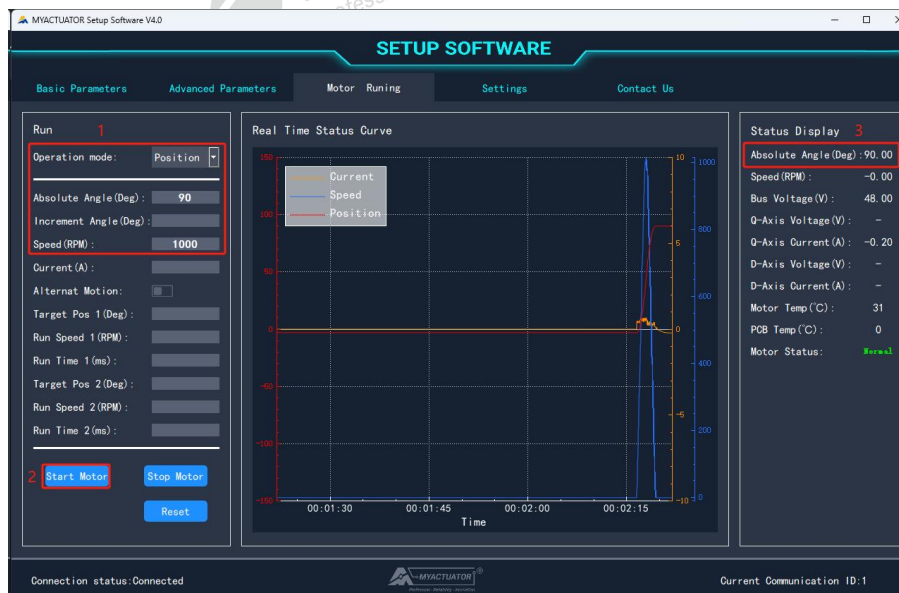 MYACTUATOR Setup Software V4.0
SETUP SOFTWARE
Basic Parameters
Advanced Parameters
Motor Runing
Settings
Contact Us
Run 1
Operation mode: Position
Absolute Angle(Deg): 90
Increment Angle(Deg):
Speed(RPM): 1000
Current(A):
Alternat Motion:
Target Pos 1(Deg):
Run Speed 1(RPM):
Run Time 1(ms):
Target Pos 2(Deg):
Run Speed 2(RPM):
Run Time 2(ms):
2 Start Motor
Stop Motor
Reset
Real Time Status Curve
Current
Speed
Position
150
100
50
0
-50
-100
-150
10
5
0
-5
-10
1000
800
600
400
200
0
00:01:30
00:01:45
00:02:00
00:02:15
Time
Status Display 3
Absolute Angle(Deg):90.00
Speed(RPM): -0.00
Bus Voltage(V): 48.00
Q-Axis Voltage(V): -
Q-Axis Current(A): -0.20
D-Axis Voltage(V): -
D-Axis Current(A): -
Motor Temp(℃): 31
PCB Temp(℃): 0
Motor Status: Normal
Connection status:Connected
MYACTUATOR®
Current Communication ID:1